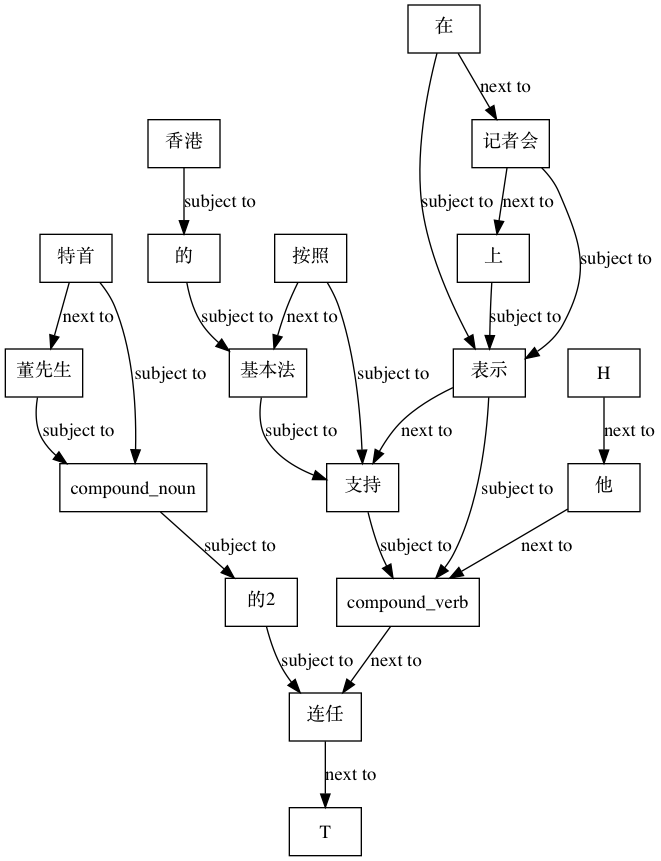 在
next to
香港
记者会
subject to
subject to
next to
subject to
特首
的
按照
上
next to
subject to
next to
subject to
subject to
董先生
基本法
表示
H
subject to
subject to
next to
next to
compound_noun
支持
他
subject to
subject to
subject to
next to
的2
compound_verb
subject to
next to
连任
next to
T